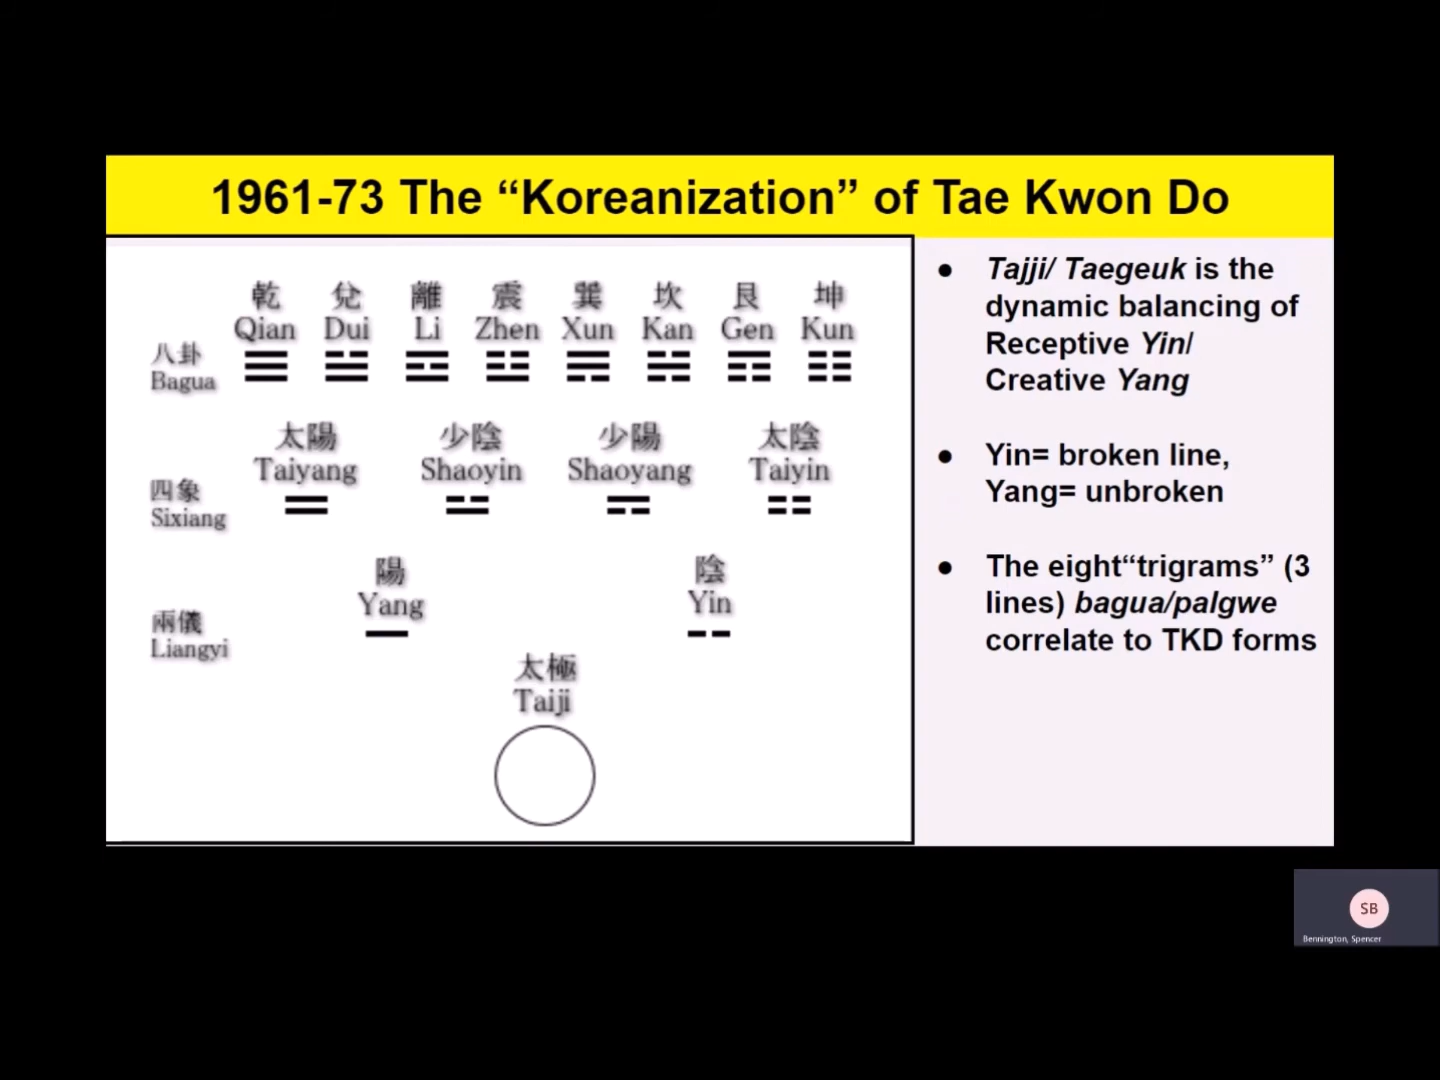 1961-73 The “Koreanization” of Tae Kwon Do
乾 兌 離 震 巽 坎 艮 坤
Qian Dui Li Zhen Xun Kan Gen Kun
八卦
Bagua
太陽 少陰 少陽 太陰
Taiyang Shaoyin Shaoyang Taiyin
四象
Sixiang
陽 陰
Yang Yin
兩儀
Liangyi
太極
Taiji
● Tajji/ Taegeuk is the
dynamic balancing of
Receptive Yin/
Creative Yang
● Yin= broken line,
Yang= unbroken
● The eight“trigrams” (3
lines) bagua/palgwe
correlate to TKD forms
SB
Bennington, Spencer